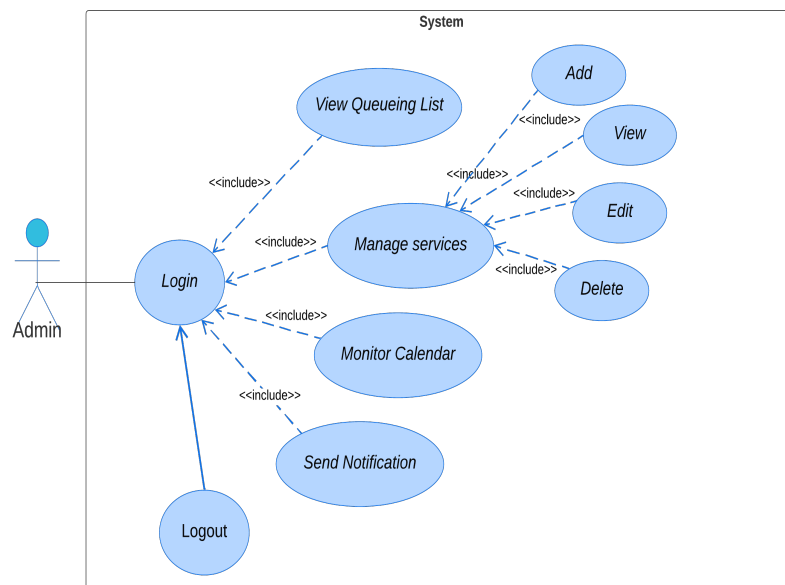 System
Add
View Queueing List
<<include>>
View
<<include>>
<<include>>
<<include>>
Edit
<<include>>
Manage services
<<include>>
Login
Delete
<<include>>
Admin
Monitor Calendar
<<include>>
Send Notification
Logout